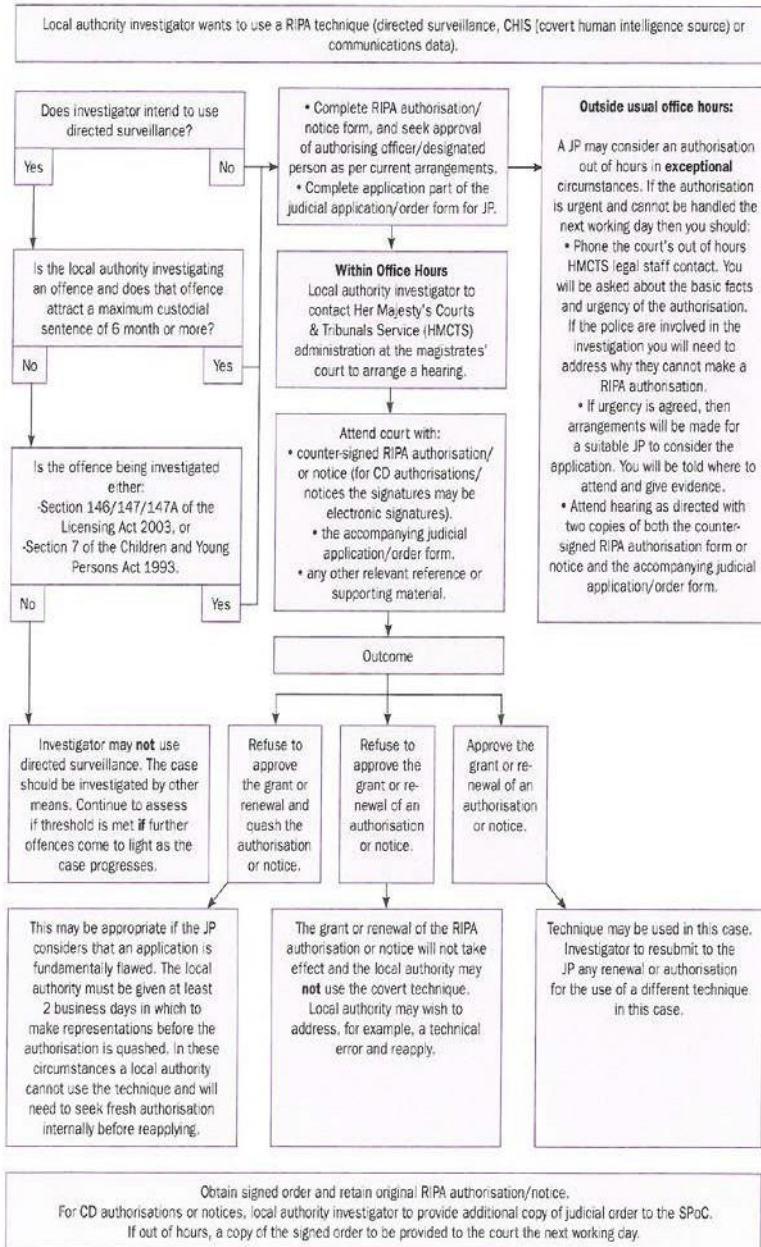 Local authority investigator wants to use a RIPA technique (directed surveillance, CHIS (covert human intelligence source) or
communications data).
Does investigator intend to use
directed surveillance?
Yes
No
• Complete RIPA authorisation/
notice form, and seek approval
of authorising officer/designated
person as per current arrangements.
• Complete application part of the
judicial application/order form for JP.
Outside usual office hours:
A JP may consider an authorisation
out of hours in exceptional
circumstances. If the authorisation
is urgent and cannot be handled the
next working day then you should:
• Phone the court's out of hours
HMCTS legal staff contact. You
will be asked about the basic facts
and urgency of the authorisation.
If the police are involved in the
investigation you will need to
address why they cannot make a
RIPA authorisation.
• If urgency is agreed, then
arrangements will be made for
a suitable JP to consider the
application. You will be told where to
attend and give evidence.
• Attend hearing as directed with
two copies of both the counter-
signed RIPA authorisation form or
notice and the accompanying judicial
application/order form.
Is the local authority investigating
an offence and does that offence
attract a maximum custodial
sentence of 6 month or more?
No
Yes
Within Office Hours
Local authority investigator to
contact Her Majesty's Courts
& Tribunals Service (HMCTS)
administration at the magistrates'
court to arrange a hearing.
Is the offence being investigated
either:
-Section 146/147/147A of the
Licensing Act 2003, or
-Section 7 of the Children and Young
Persons Act 1993.
No
Yes
Attend court with:
• counter-signed RIPA authorisation/
or notice (for CD authorisations/
notices the signatures may be
electronic signatures).
• the accompanying judicial
application/order form.
• any other relevant reference or
supporting material.
Outcome
Investigator may not use
directed surveillance. The case
should be investigated by other
means. Continue to assess
if threshold is met if further
offences come to light as the
case progresses.
Refuse to
approve
the grant or
renewal and
quash the
authorisation
or notice.
Refuse to
approve the
grant or re-
newal of an
authorisation
or notice.
Approve the
grant or re-
newal of an
authorisation
or notice.
This may be appropriate if the JP
considers that an application is
fundamentally flawed. The local
authority must be given at least
2 business days in which to
make representations before the
authorisation is quashed. In these
circumstances a local authority
cannot use the technique and will
need to seek fresh authorisation
internally before reapplying.
The grant or renewal of the RIPA
authorisation or notice will not take
effect and the local authority may
not use the covert technique.
Local authority may wish to
address, for example, a technical
error and reapply.
Technique may be used in this case.
Investigator to resubmit to the
JP any renewal or authorisation
for the use of a different technique
in this case.
Obtain signed order and retain original RIPA authorisation/notice.
For CD authorisations or notices, local authority investigator to provide additional copy of judicial order to the SPoC.
If out of hours, a copy of the signed order to be provided to the court the next working day.